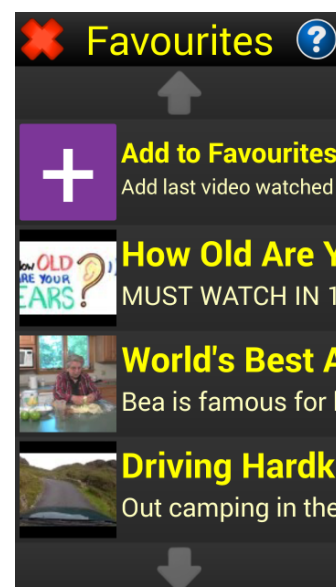 Favourites ?
+
Add to Favourites
Add last video watched
How Old Are Y
MUST WATCH IN 1
OLD
ARE YOUR
EARS ?
World's Best A
Bea is famous for
Driving Hardk
Out camping in the